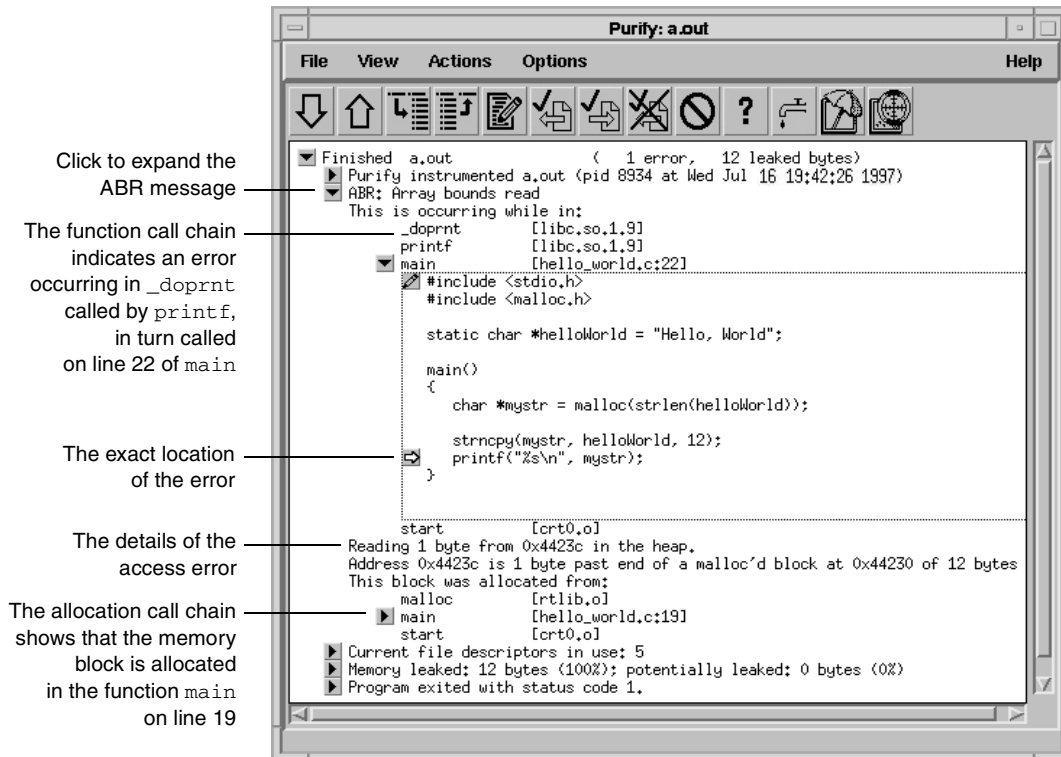 Purify: a.out
File View Actions Options Help
Click to expand the
ABR message
The function call chain
indicates an error
occurring in _doprnt
called by printf,
in turn called
on line 22 of main
The exact location
of the error
The details of the
access error
The allocation call chain
shows that the memory
block is allocated
in the function main
on line 19
Finished a.out ( 1 error, 12 leaked bytes)
Purify instrumented a.out (pid 8934 at Wed Jul 16 19:42:26 1997)
ABR: Array bounds read
This is occurring while in:
_doprnt [libc.so.1.9]
printf [libc.so.1.9]
main [hello_world.c:22]
#include <stdio.h>
#include <malloc.h>
static char *helloWorld = "Hello, World";
main()
{
char *mystr = malloc(strlen(helloWorld));
strncpy(mystr, helloWorld, 12);
printf("%s\n", mystr);
}
start [crt0.o]
Reading 1 byte from 0x4423c in the heap.
Address 0x4423c is 1 byte past end of a malloc'd block at 0x44230 of 12 bytes
This block was allocated from:
malloc [rtlib.o]
main [hello_world.c:19]
start [crt0.o]
Current file descriptors in use: 5
Memory leaked: 12 bytes (100%); potentially leaked: 0 bytes (0%)
Program exited with status code 1.